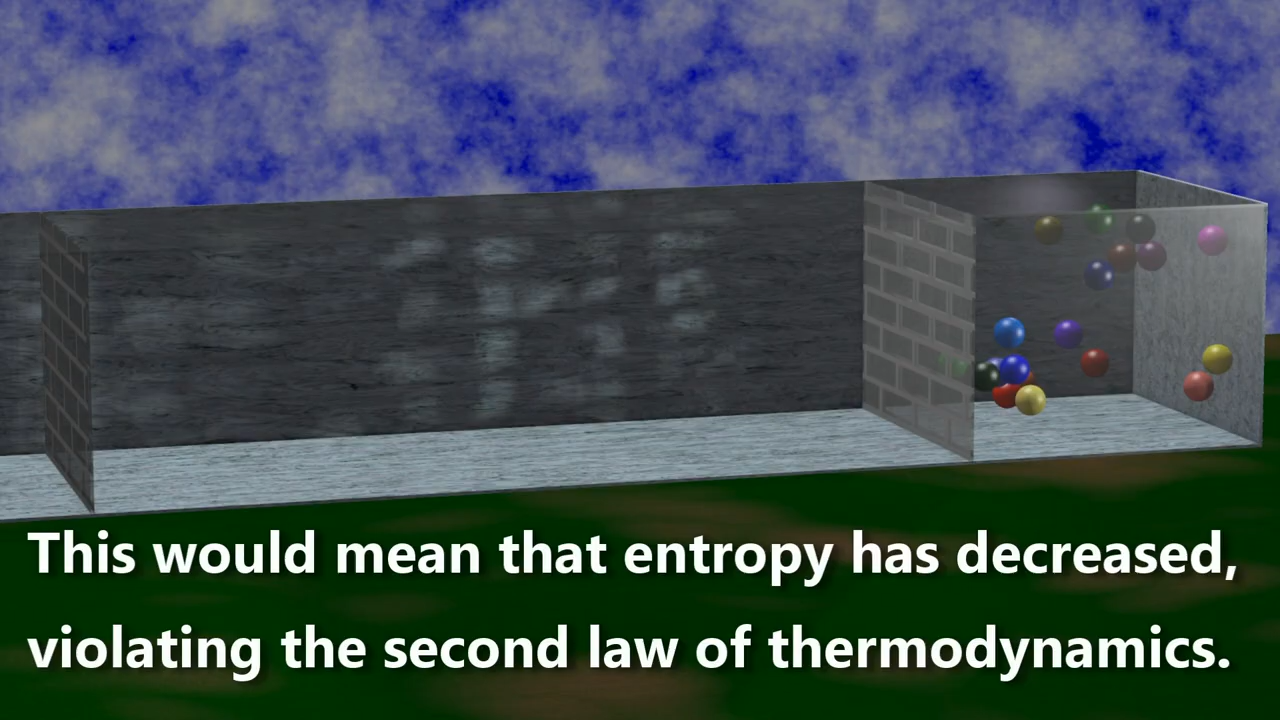 This would mean that entropy has decreased,
violating the second law of thermodynamics.